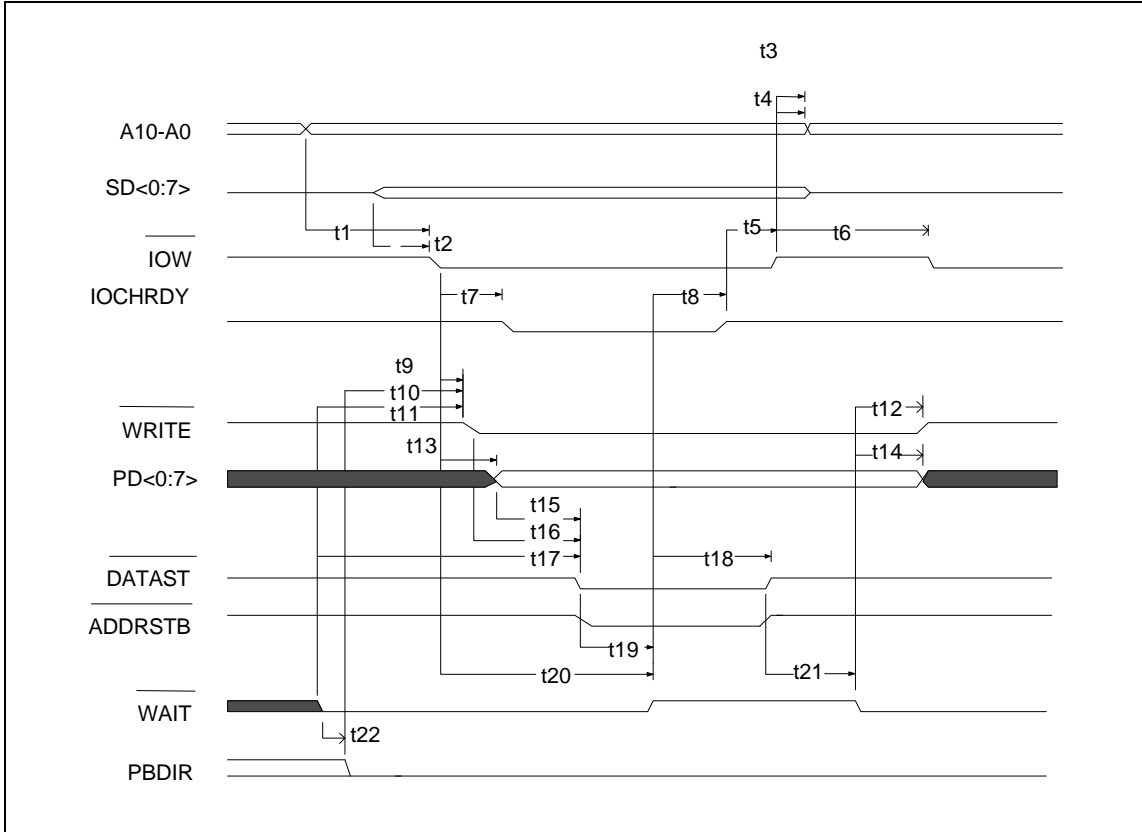 t3
t4
A10-A0
SD<0:7>
t1
t2
t5
t6
IOW
IOCHRDY
t7
t8
t9
t10
t11
t12
WRITE
t13
t14
PD<0:7>
t15
t16
t17
t18
DATAST
ADDRSTB
t19
t20
t21
WAIT
t22
PBDIR